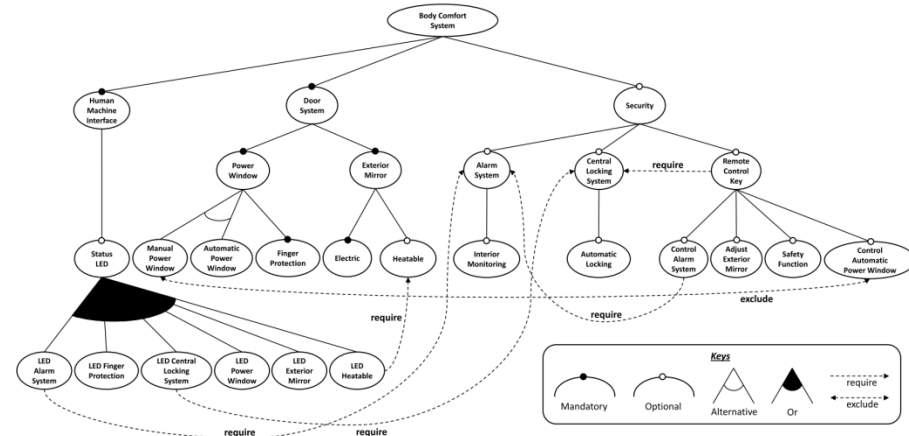 Body Comfort
System
Human
Machine
Interface
Door
System
Security
Power
Window
Exterior
Mirror
Alarm
System
Central
Locking
System
require
Remote
Control
Key
Status
LED
Manual
Power
Window
Automatic
Power
Window
Finger
Protection
Electric
Heatable
Interior
Monitoring
Automatic
Locking
Control
Alarm
System
Adjust
Exterior
Mirror
Safety
Function
Control
Automatic
Power Window
exclude
require
require
LED
Alarm
System
LED Finger
Protection
LED Central
Locking
System
LED
Power
Window
LED
Exterior
Mirror
LED
Heatable
require
require
Keys
Mandatory
Optional
Alternative
Or
require
exclude